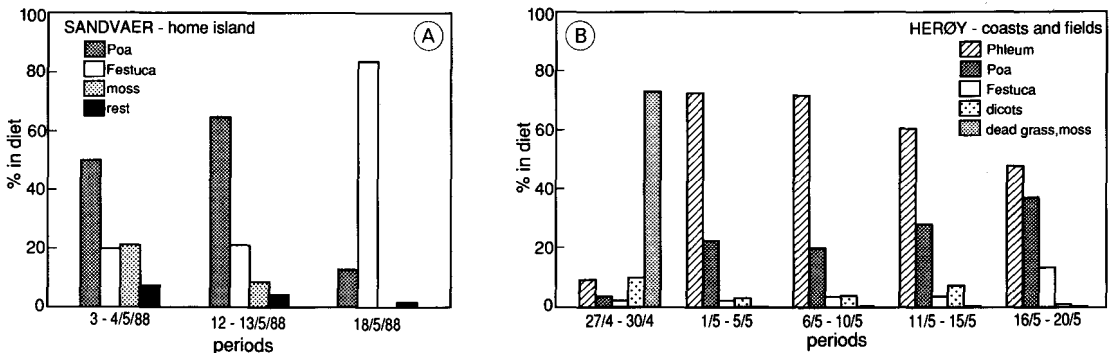 SANDVAER - home island
A
Poa
Festuca
moss
rest
% in diet
100
80
60
40
20
0
3 - 4/5/88 12 - 13/5/88 18/5/88
periods
B
HERØY - coasts and fields
Phleum
Poa
Festuca
dicots
dead grass,moss
% in diet
100
80
60
40
20
0
27/4 - 30/4 1/5 - 5/5 6/5 - 10/5 11/5 - 15/5 16/5 - 20/5
periods